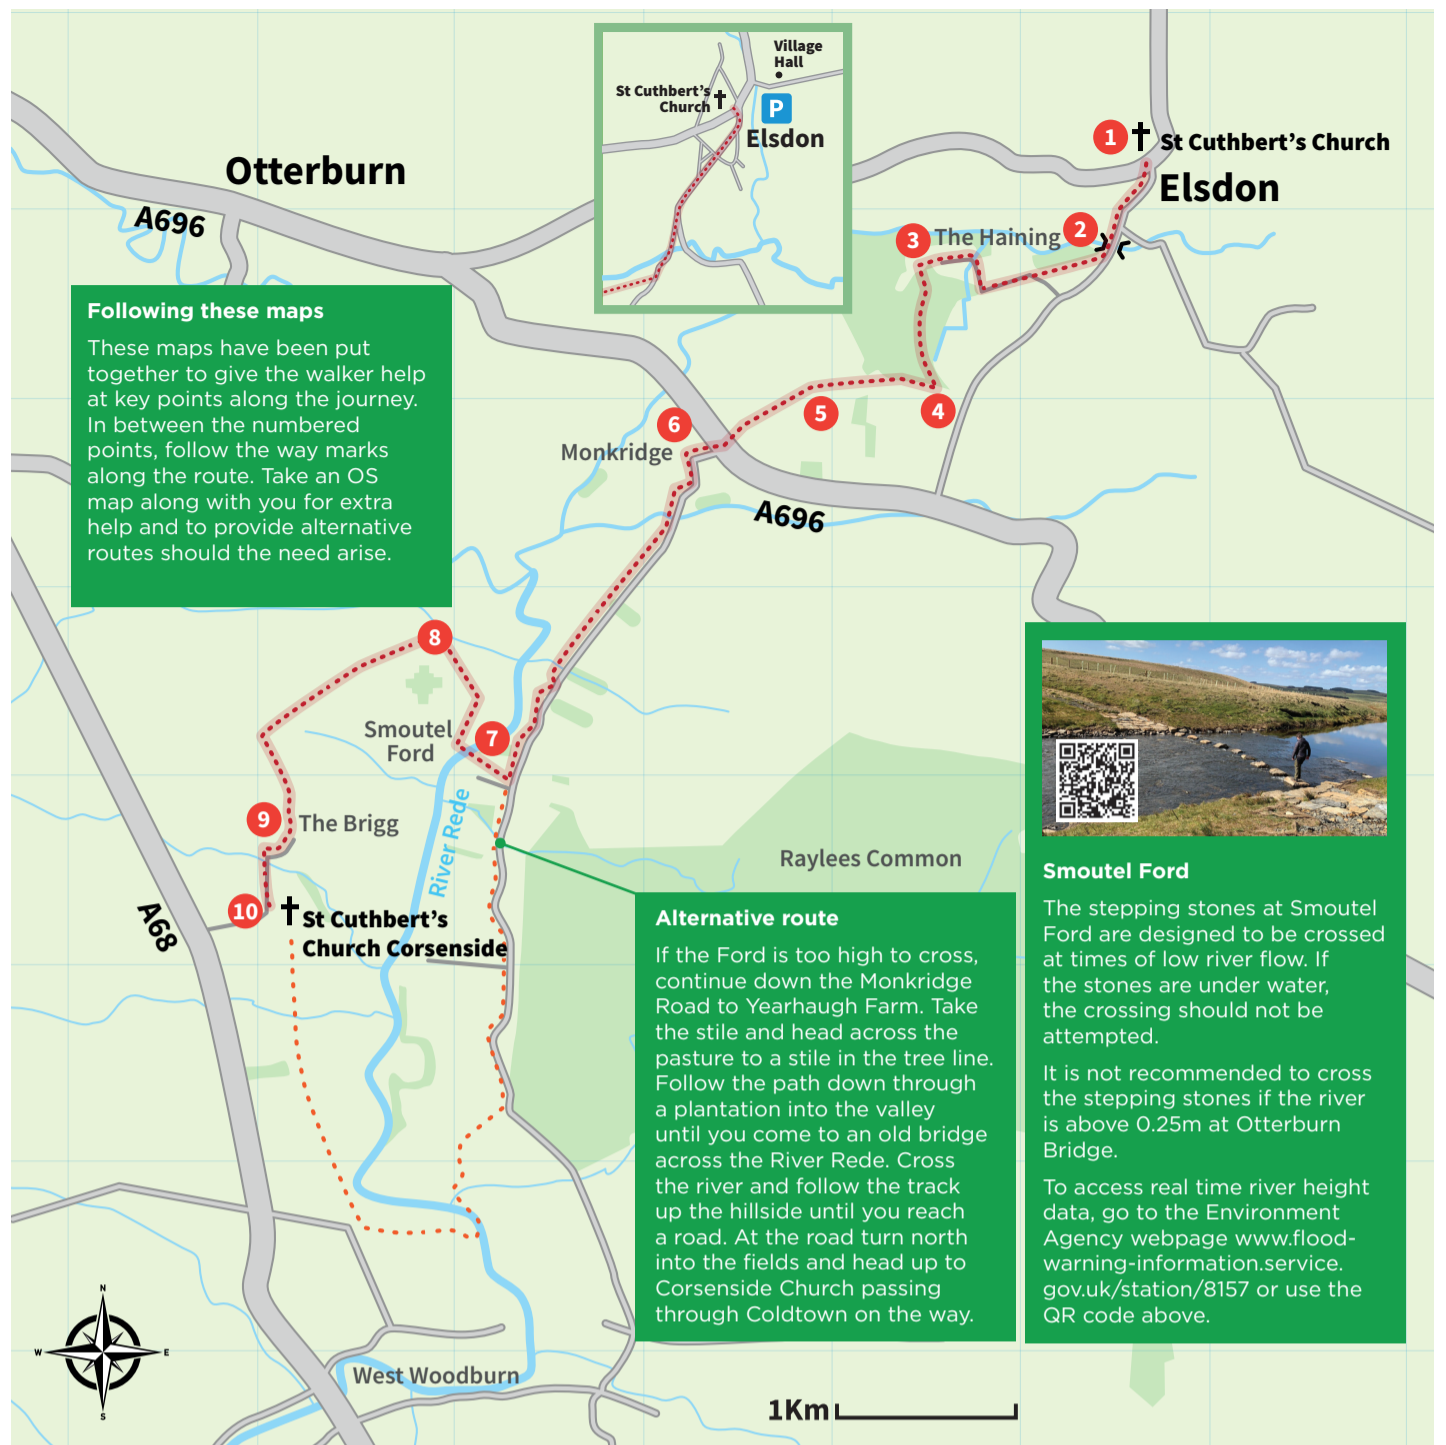 Village
Hall
St Cuthbert's
Church
P
Elsdon
1
St Cuthbert's Church
Elsdon
Otterburn
A696
2
3
The Haining
Following these maps
These maps have been put
together to give the walker help
at key points along the journey.
In between the numbered
points, follow the way marks
along the route. Take an OS
map along with you for extra
help and to provide alternative
routes should the need arise.
4
5
6
Monkridge
A696
8
Smoutel
Ford
7
River Rede
9
The Brigg
10
St Cuthbert's
Church Corsenside
A68
Raylees Common
Alternative route
If the Ford is too high to cross,
continue down the Monkridge
Road to Yearhaugh Farm. Take
the stile and head across the
pasture to a stile in the tree line.
Follow the path down through
a plantation into the valley
until you come to an old bridge
across the River Rede. Cross
the river and follow the track
up the hillside until you reach
a road. At the road turn north
into the fields and head up to
Corsenside Church passing
through Coldtown on the way.
Smoutel Ford
The stepping stones at Smoutel
Ford are designed to be crossed
at times of low river flow. If
the stones are under water,
the crossing should not be
attempted.
It is not recommended to cross
the stepping stones if the river
is above 0.25m at Otterburn
Bridge.
To access real time river height
data, go to the Environment
Agency webpage www.flood-
warning-information.service.
gov.uk/station/8157 or use the
QR code above.
N
W
E
S
West Woodburn
1Km